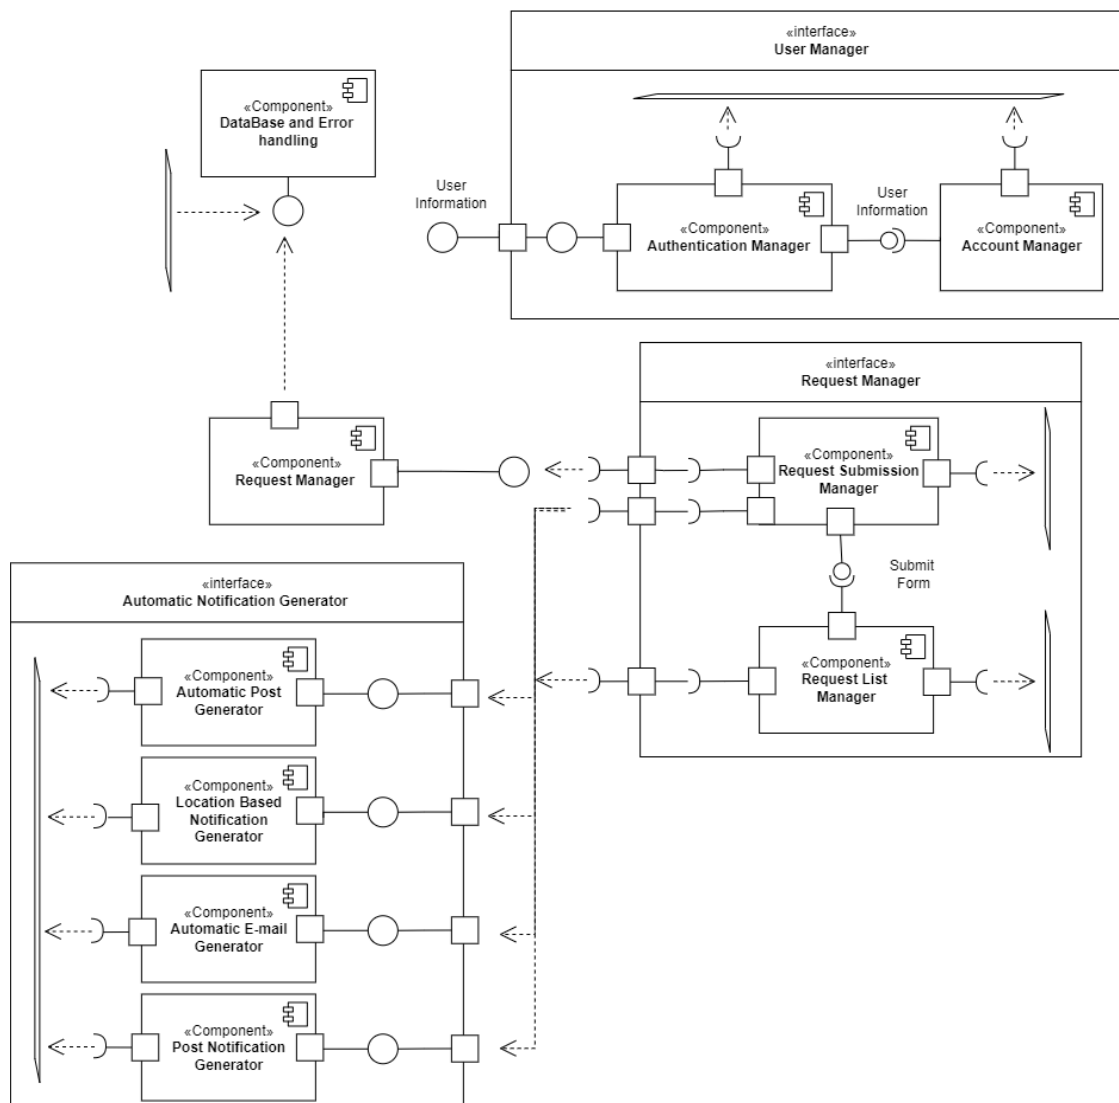 «interface»
User Manager
«Component»
DataBase and Error
handling
User
Information
«Component»
Authentication Manager
User
Information
«Component»
Account Manager
«interface»
Request Manager
«Component»
Request Manager
«Component»
Request Submission
Manager
Submit
Form
«Component»
Request List
Manager
«interface»
Automatic Notification Generator
«Component»
Automatic Post
Generator
«Component»
Location Based
Notification
Generator
«Component»
Automatic E-mail
Generator
«Component»
Post Notification
Generator